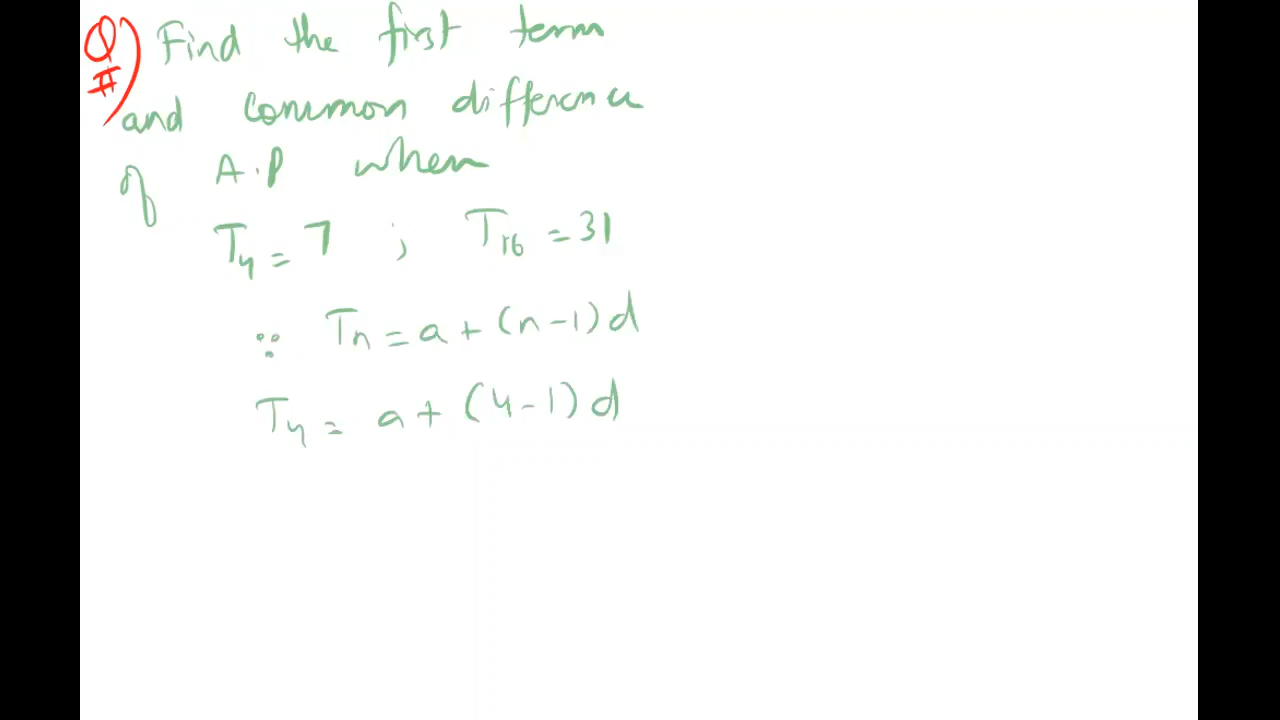 Q) Find the first term
# and common difference
of A.P when
T₄ = 7 ; T₁₆ = 31
∵ Tn = a + (n-1) d
T₄ = a + (4-1) d